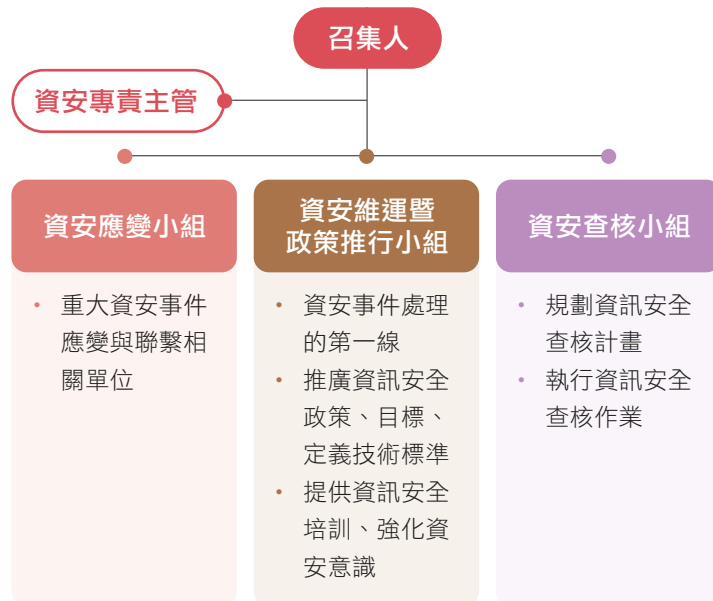 召集人
資安專責主管
資安應變小組
• 重大資安事件
應變與聯繫相
關單位
資安維運暨
政策推行小組
• 資安事件處理
的第一線
• 推廣資訊安全
政策、目標、
定義技術標準
• 提供資訊安全
培訓、強化資
安意識
資安查核小組
• 規劃資訊安全
查核計畫
• 執行資訊安全
查核作業